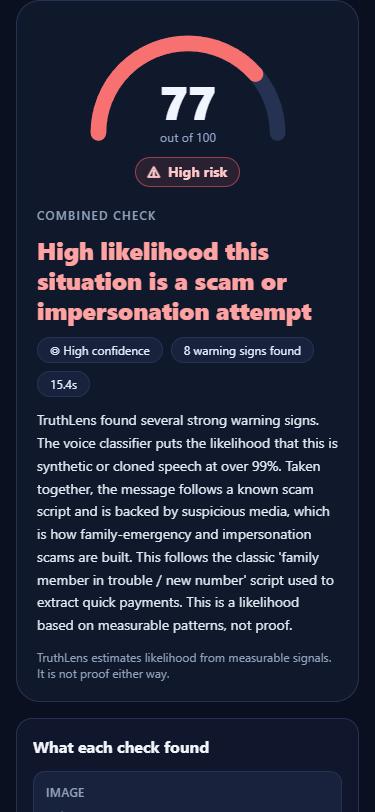 77
out of 100
⚠ High risk
COMBINED CHECK
High likelihood this
situation is a scam or
impersonation attempt
High confidence
8 warning signs found
15.4s
TruthLens found several strong warning signs.
The voice classifier puts the likelihood that this is
synthetic or cloned speech at over 99%. Taken
together, the message follows a known scam
script and is backed by suspicious media, which
is how family-emergency and impersonation
scams are built. This follows the classic 'family
member in trouble / new number' script used to
extract quick payments. This is a likelihood
based on measurable patterns, not proof.
TruthLens estimates likelihood from measurable signals.
It is not proof either way.
What each check found
IMAGE